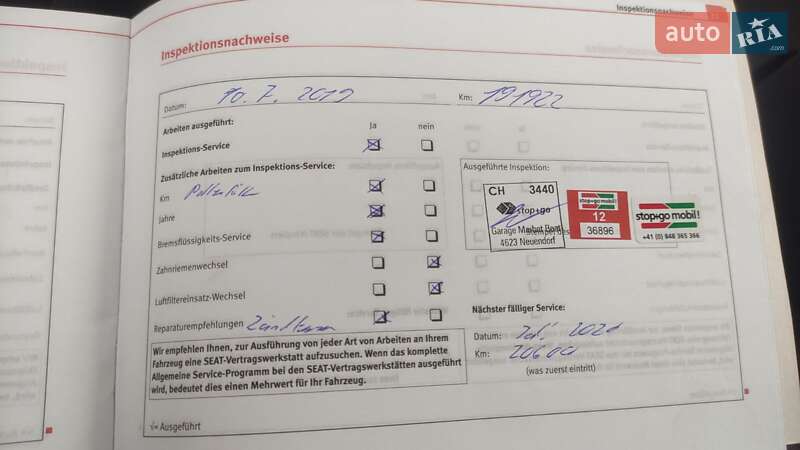 Inspektionsnachweise
auto RIA.com
Inspektionsnachweise
Datum: 10. 7. 2019 Km: 191922
Arbeiten ausgeführt: ja nein
Inspektions-Service
Zusätzliche Arbeiten zum Inspektions-Service: Ausgeführte Inspektion:
Km
Jahre
Bremsflüssigkeits-Service
Zahnriemenwechsel
Luftfiltereinsatz-Wechsel
Reparaturempfehlungen
CH 3440
stop+go
4623 Neuendorf
stop+go mobil!
12
36896
stop+go mobil!
+41 (0) 848 365 366
Nächster fälliger Service:
Datum:
Km:
(was zuerst eintritt)
Wir empfehlen Ihnen, zur Ausführung von jeder Art von Arbeiten an Ihrem
Fahrzeug eine SEAT-Vertragswerkstatt aufzusuchen. Wenn das komplette
Allgemeine Service-Programm bei den SEAT-Vertragswerkstätten ausgeführt
wird, bedeutet dies einen Mehrwert für Ihr Fahrzeug.
√= Ausgeführt